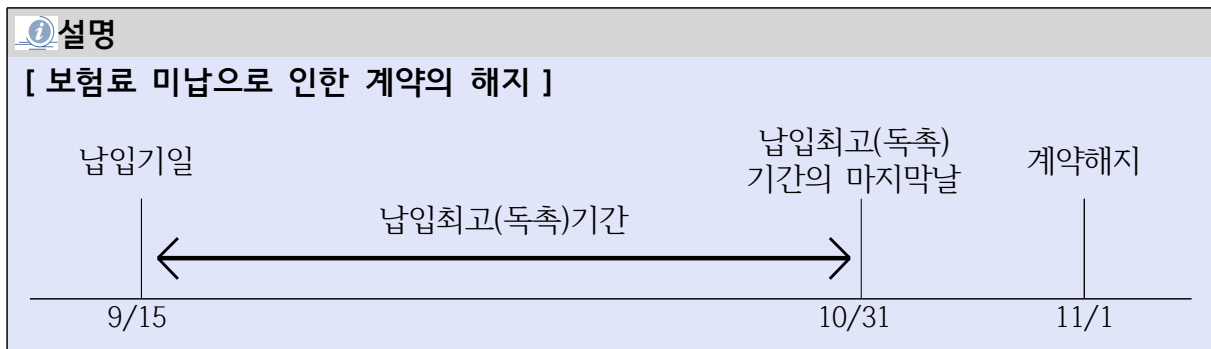 설명
[ 보험료 미납으로 인한 계약의 해지 ]
납입기일
납입최고(독촉)
기간의 마지막날
계약해지
납입최고(독촉)기간
9/15
10/31
11/1